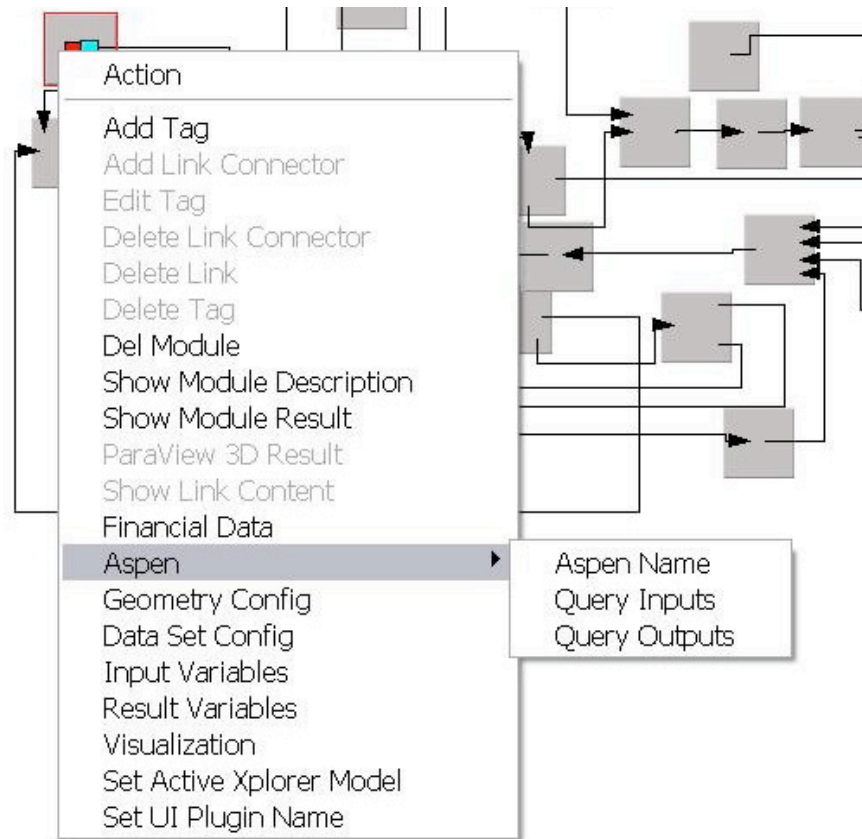 Action
Add Tag
Add Link Connector
Edit Tag
Delete Link Connector
Delete Link
Delete Tag
Del Module
Show Module Description
Show Module Result
ParaView 3D Result
Show Link Content
Financial Data
Aspen
Aspen Name
Geometry Config
Query Inputs
Data Set Config
Query Outputs
Input Variables
Result Variables
Visualization
Set Active Xplorer Model
Set UI Plugin Name